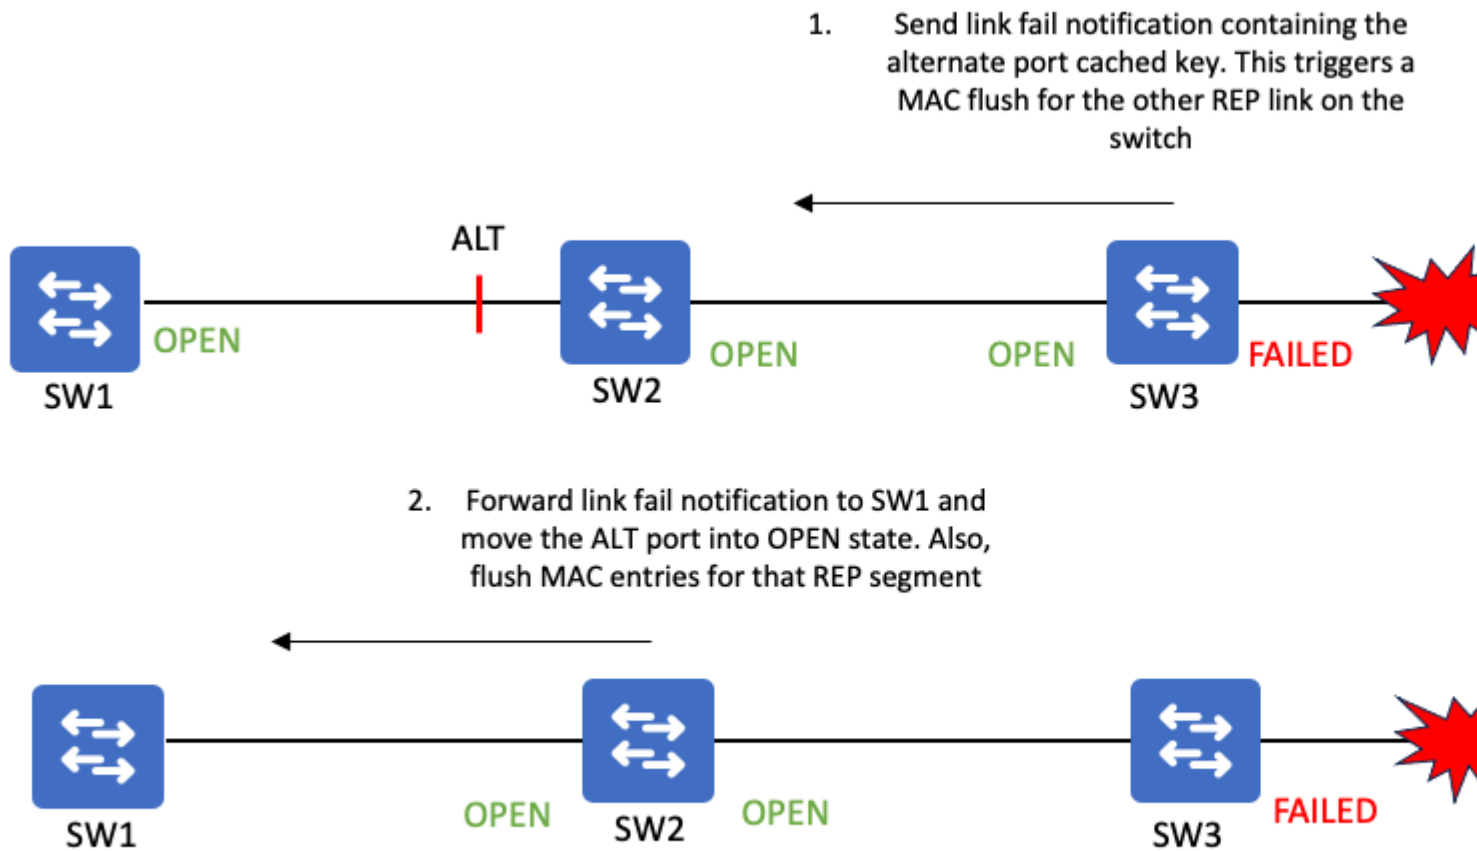 1. Send link fail notification containing the
alternate port cached key. This triggers a
MAC flush for the other REP link on the
switch
ALT
OPEN
SW1
SW2
OPEN
OPEN
SW3
FAILED
2. Forward link fail notification to SW1 and
move the ALT port into OPEN state. Also,
flush MAC entries for that REP segment
SW1
OPEN
SW2
OPEN
SW3
FAILED